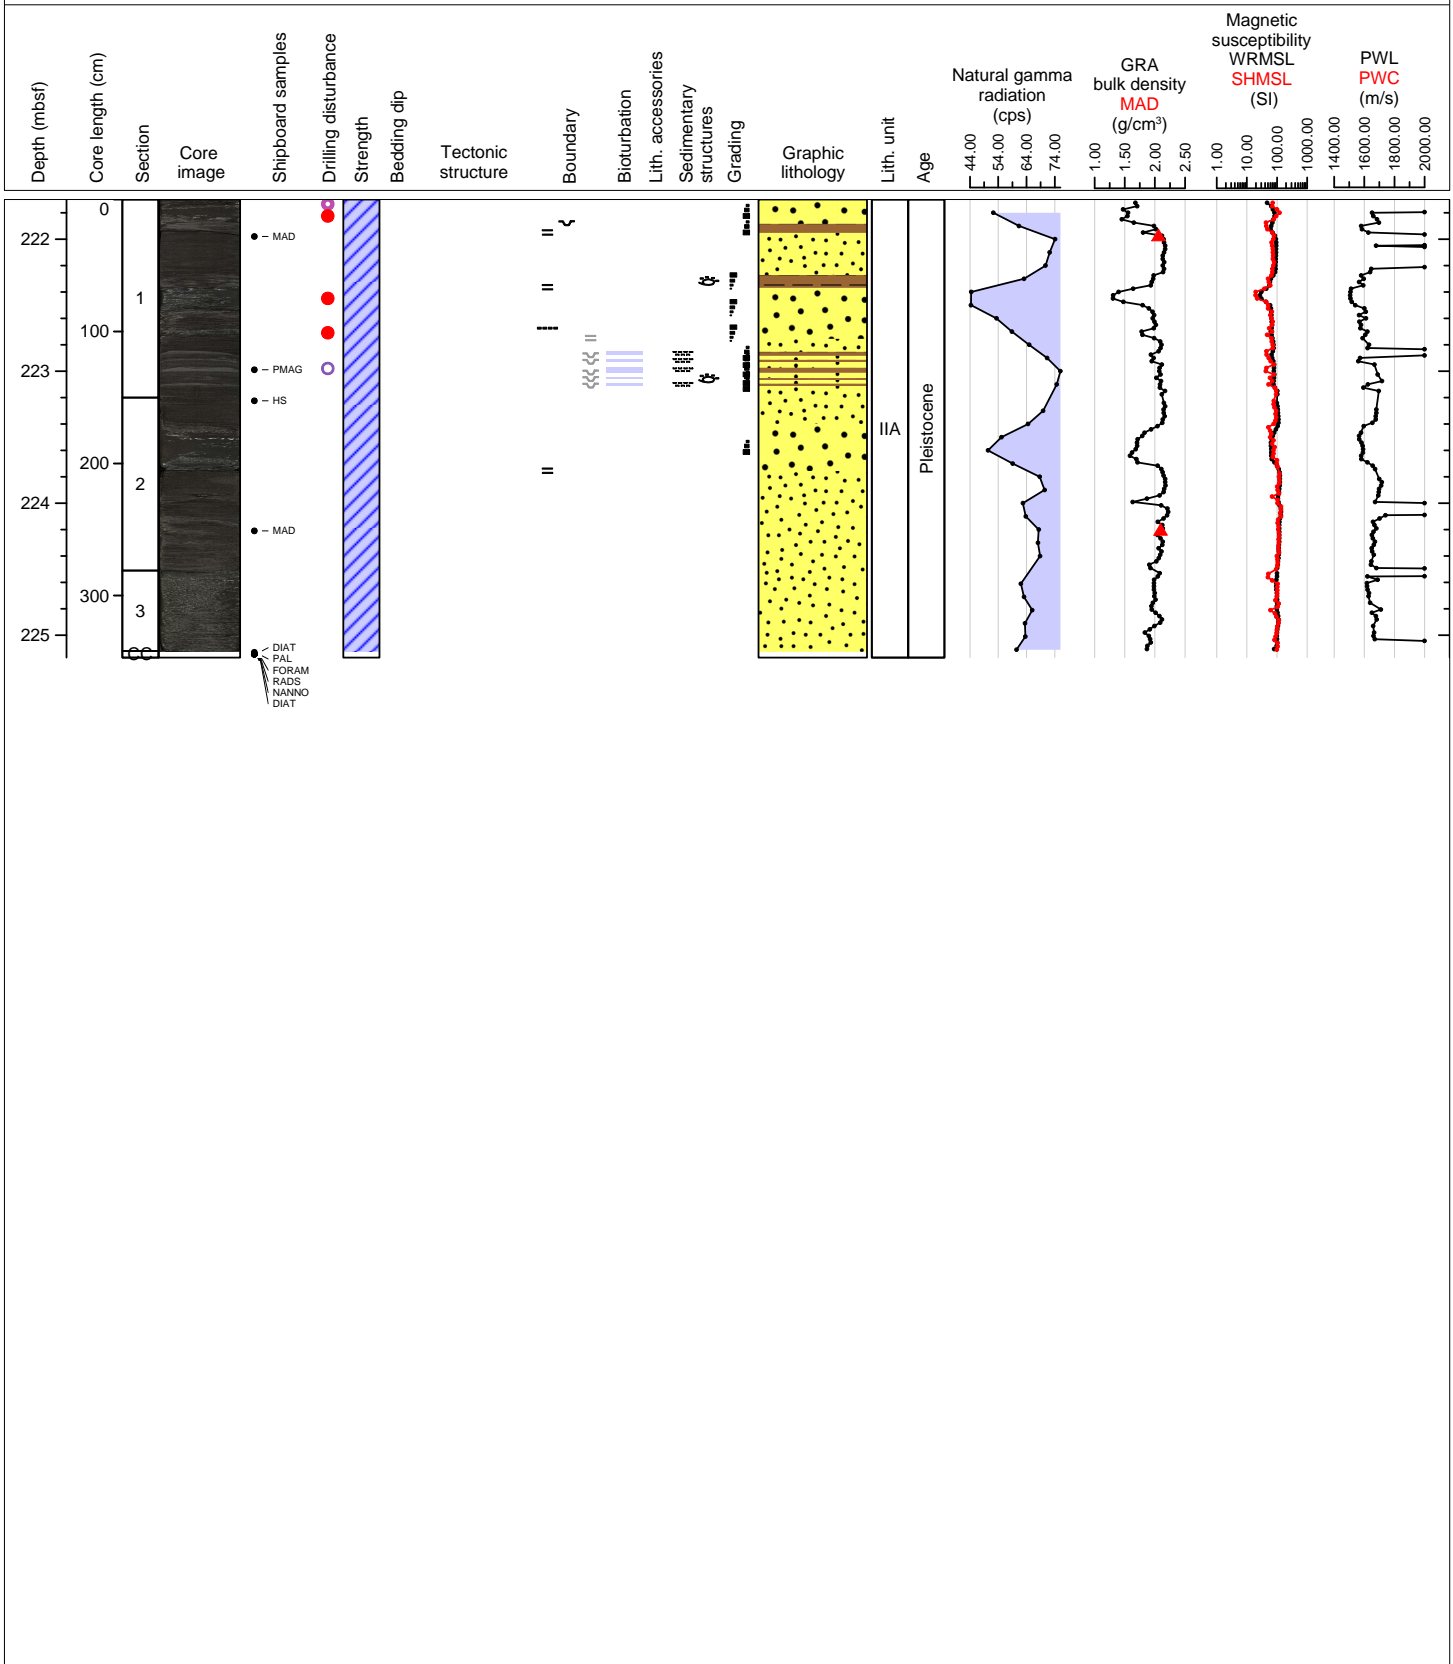 Depth (mbsf)
Core length (cm)
Section
Core
image
Shipboard samples
Drilling disturbance
Strength
Bedding dip
Tectonic
structure
Boundary
Bioturbation
Lith. accessories
Sedimentary
structures
Grading
Graphic
lithology
Lith. unit
Age
Natural gamma
radiation
(cps)
44.00
54.00
64.00
74.00
GRA
bulk density
MAD
(g/cm³)
1.00
1.50
2.00
2.50
Magnetic
susceptibility
WRMSL
SHMSL
(SI)
1.00
10.00
100.00
1000.00
PWL
PWC
(m/s)
1400.00
1600.00
1800.00
2000.00
222
223
224
225
0
100
200
300
1
2
3
CC
MAD
PMAG
HS
MAD
DIAT
PAL
FORAM
RADS
NANNO
DIAT
IIA
Pleistocene